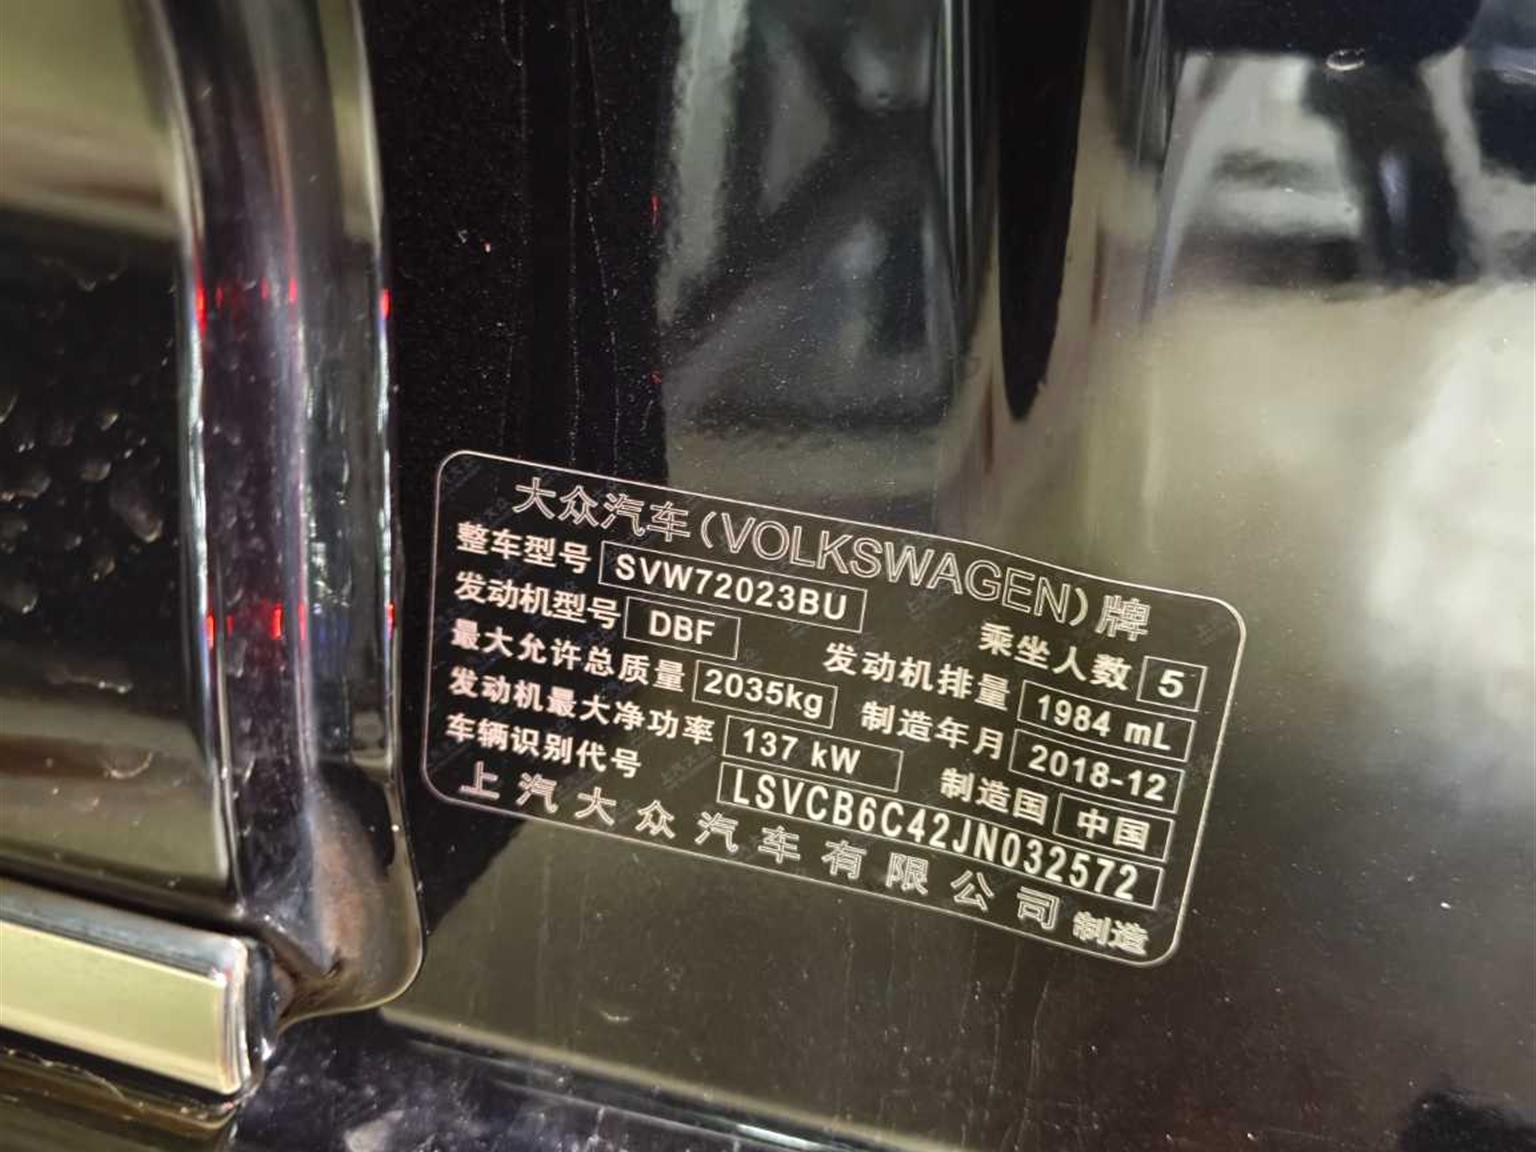 大众汽车(VOLKSWAGEN)牌
整车型号 SVW72023BU 乘坐人数 5
发动机型号 DBF 发动机排量 1984 mL
最大允许总质量 2035kg 制造年月 2018-12
发动机最大净功率 137 kW 制造国 中国
车辆识别代号 LSVCB6C42JN032572
上汽大众汽车有限公司 制造